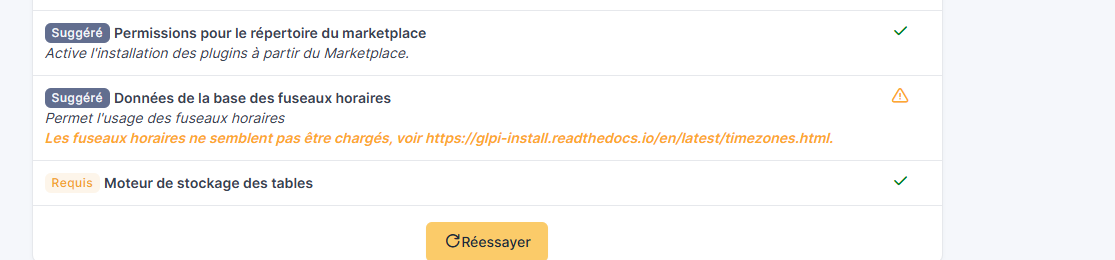 Suggéré Permissions pour le répertoire du marketplace
Active l'installation des plugins à partir du Marketplace.
Suggéré Données de la base des fuseaux horaires
Permet l'usage des fuseaux horaires
Les fuseaux horaires ne semblent pas être chargés, voir https://glpi-install.readthedocs.io/en/latest/timezones.html.
Requis Moteur de stockage des tables
Réessayer